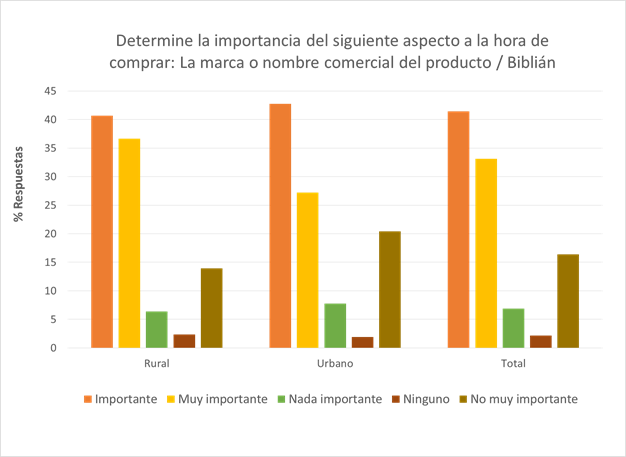 Determine la importancia del siguiente aspecto a la hora de
comprar: La marca o nombre comercial del producto / Biblián
45
40
35
30
25
20
15
10
5
0
% Respuestas
Rural Urbano Total
Importante Muy importante Nada importante Ninguno No muy importante